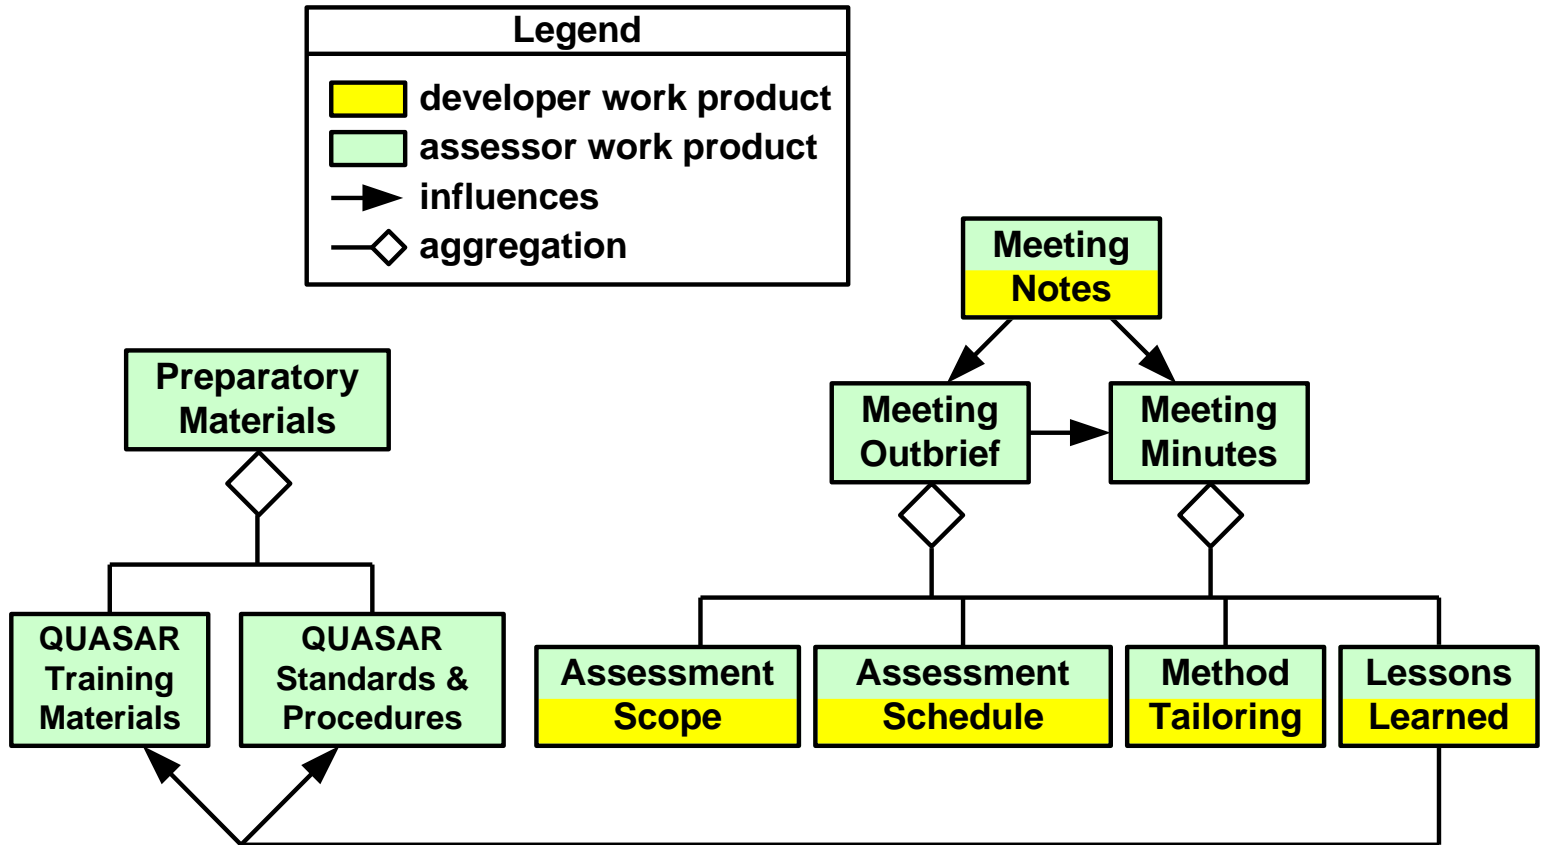 Legend
developer work product
assessor work product
influences
aggregation
Meeting
Notes
Preparatory
Materials
Meeting
Outbrief
Meeting
Minutes
QUASAR
Training
Materials
QUASAR
Standards &
Procedures
Assessment
Scope
Assessment
Schedule
Method
Tailoring
Lessons
Learned